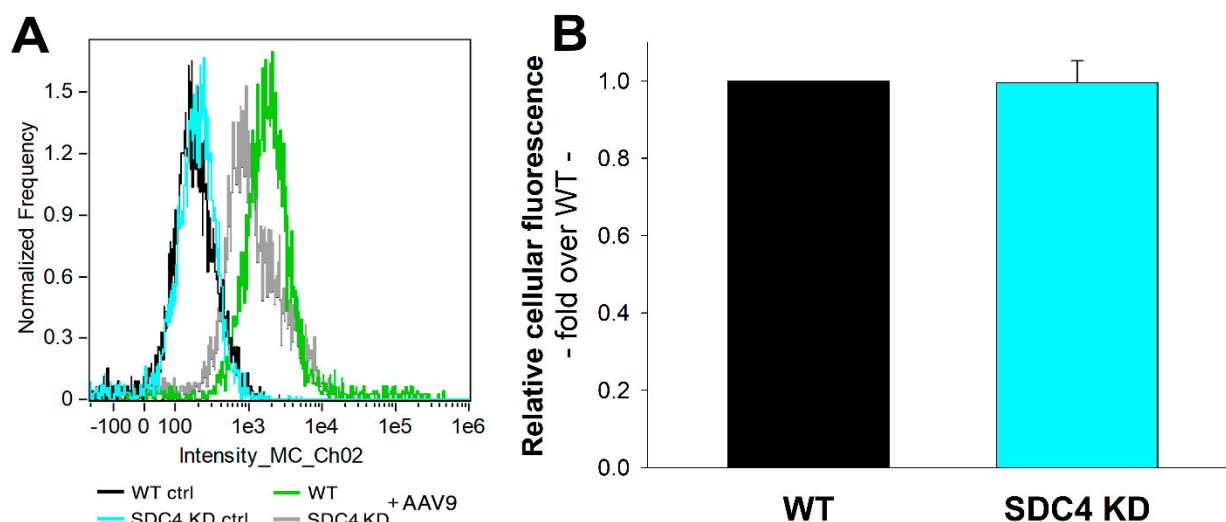 A
Normalized Frequency
1.5
1.2
0.9
0.6
0.3
0
-100 0 100 1e3 1e4 1e5 1e6
Intensity_MC_Ch02
WT ctrl WT
+ AAV9
SDC4 KD ctrl SDC4 KD
B
Relative cellular fluorescence
- fold over WT -
1.0
0.8
0.6
0.4
0.2
0.0
WT SDC4 KD